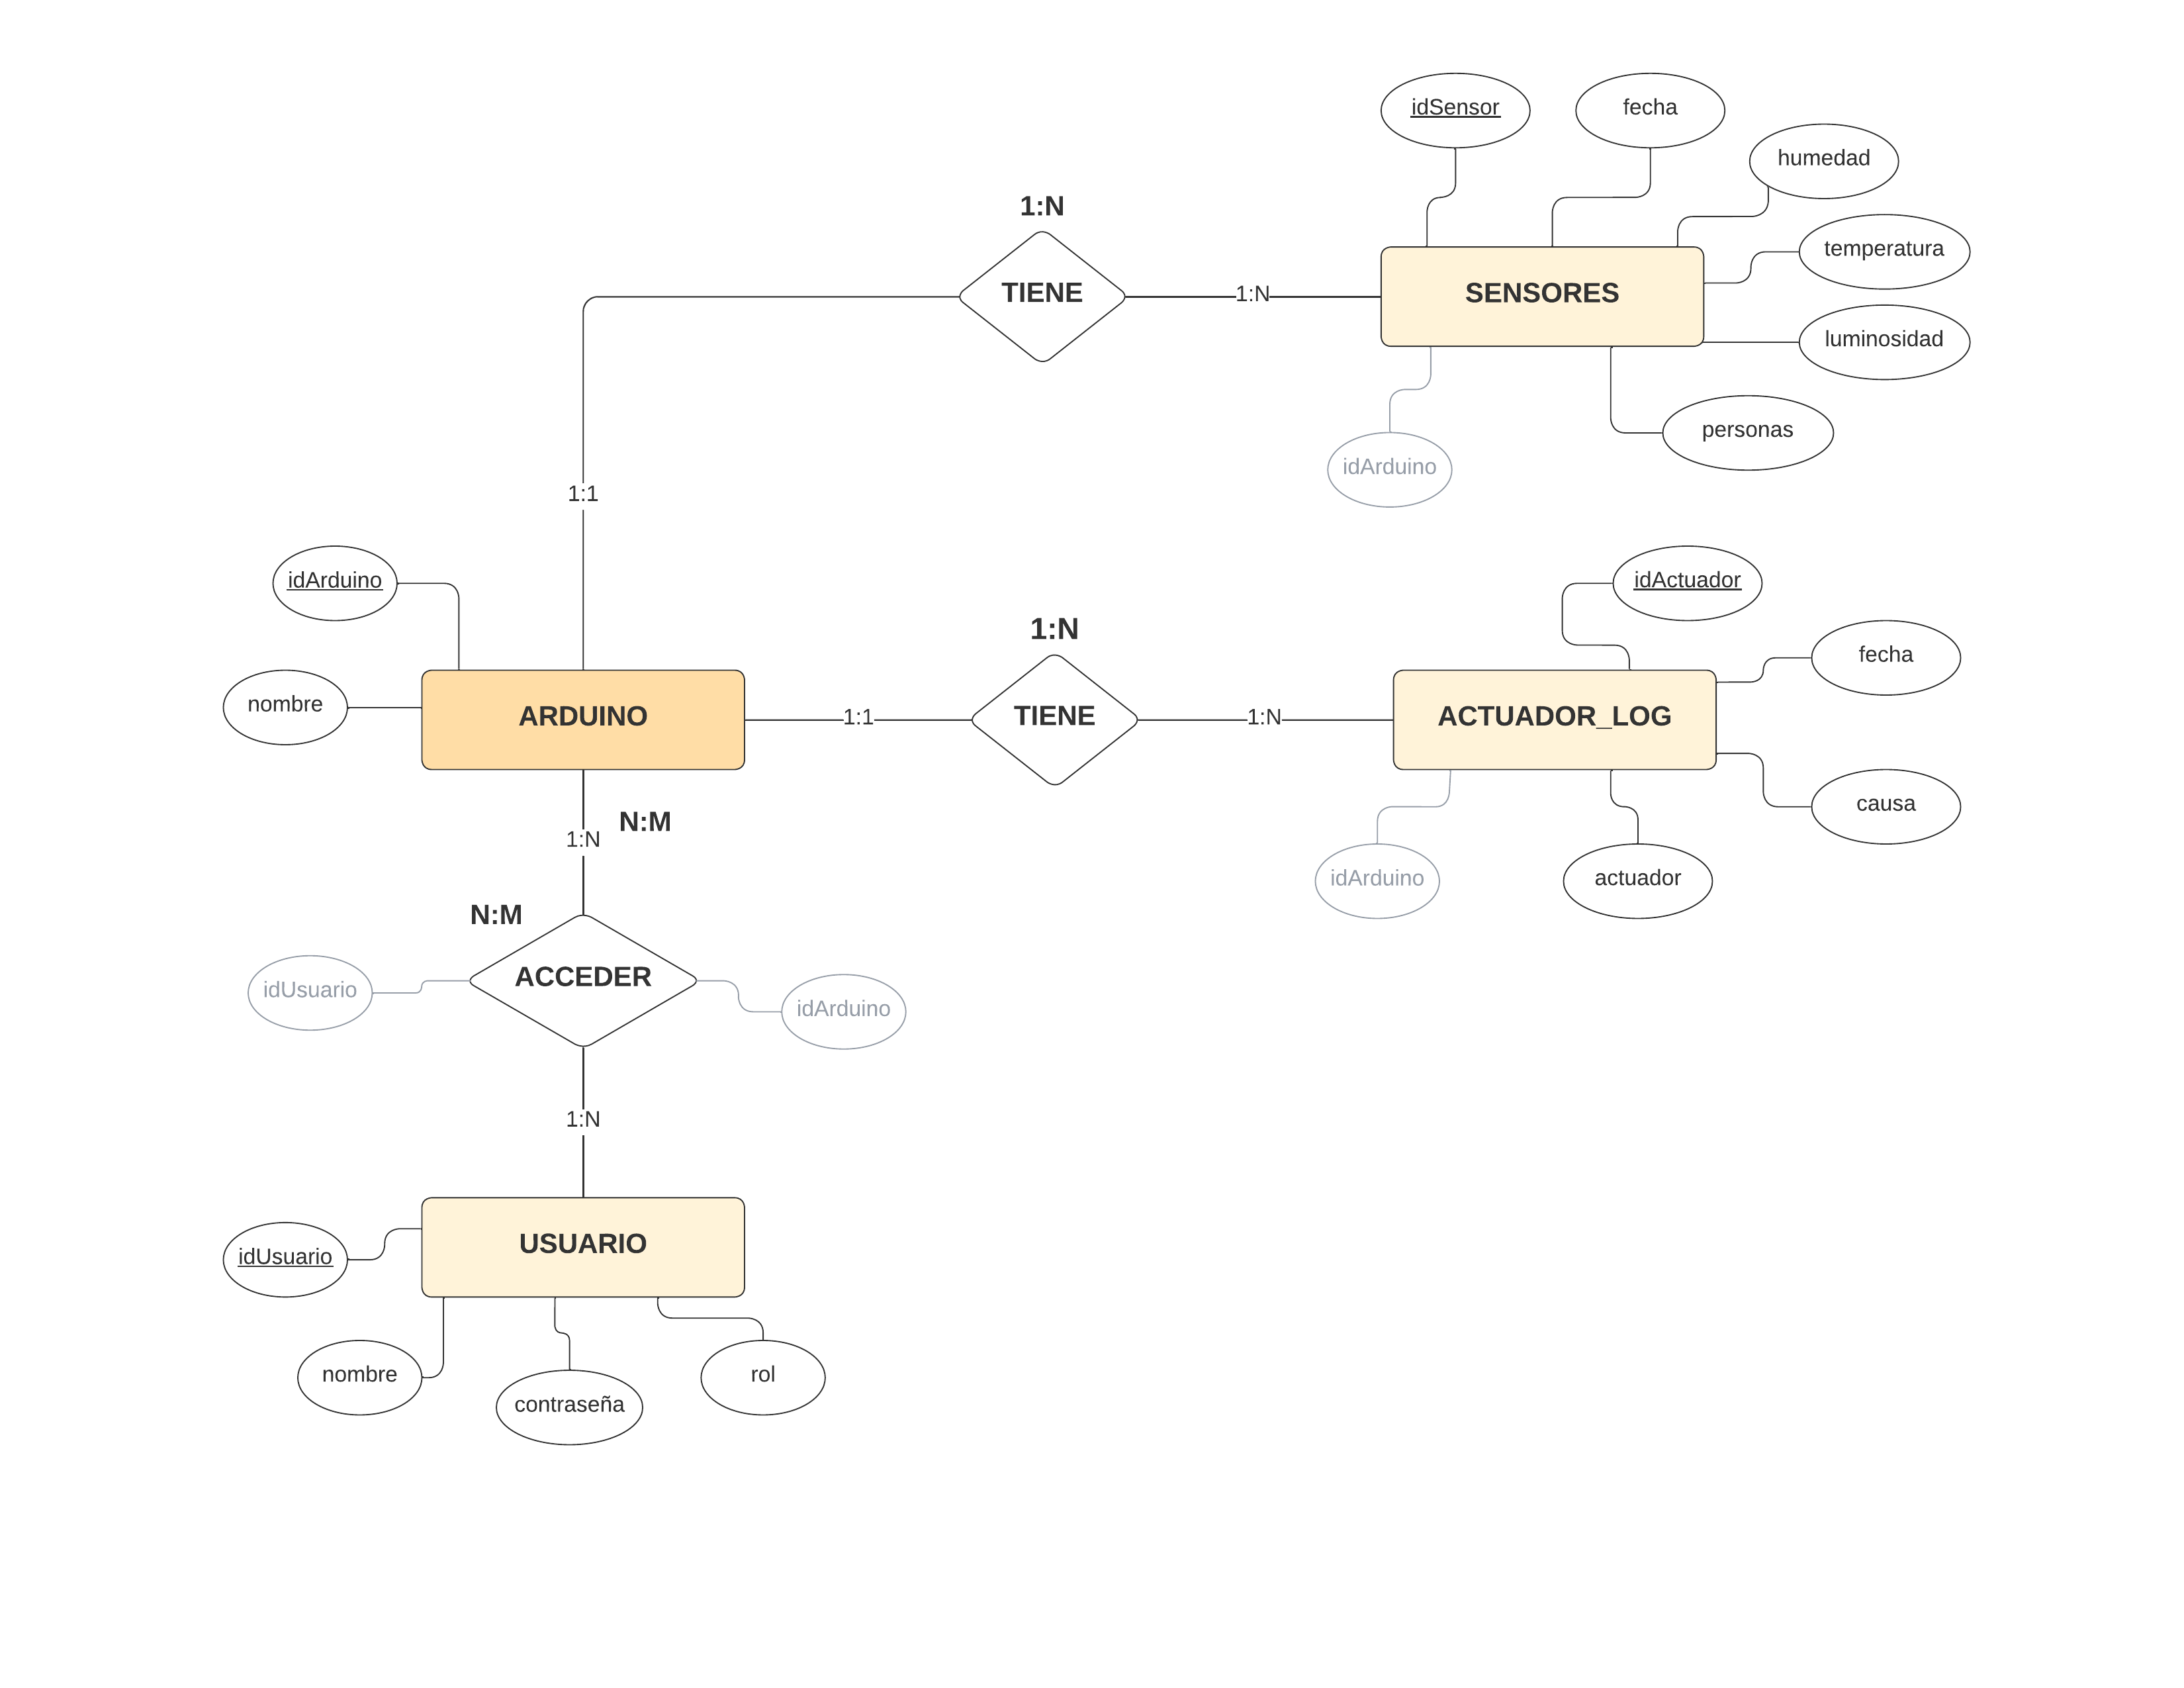 idSensor
fecha
humedad
1:N
temperatura
TIENE
1:N
SENSORES
luminosidad
personas
idArduino
1:1
idArduino
idActuador
1:N
fecha
nombre
ARDUINO
1:1
TIENE
1:N
ACTUADOR_LOG
causa
N:M
1:N
idArduino
actuador
N:M
ACCEDER
idUsuario
idArduino
1:N
USUARIO
idUsuario
nombre
contraseña
rol